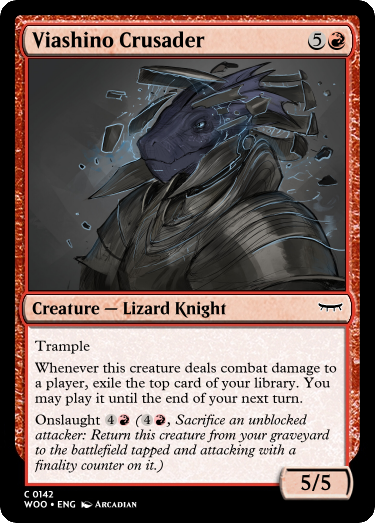 Viashino Crusader 5
Creature — Lizard Knight
Trample
Whenever this creature deals combat damage to
a player, exile the top card of your library. You
may play it until the end of your next turn.
Onslaught 4 (4 , Sacrifice an unblocked
attacker: Return this creature from your graveyard
to the battlefield tapped and attacking with a
finality counter on it.)
5/5
C 0142
WOO • ENG ARCADIAN